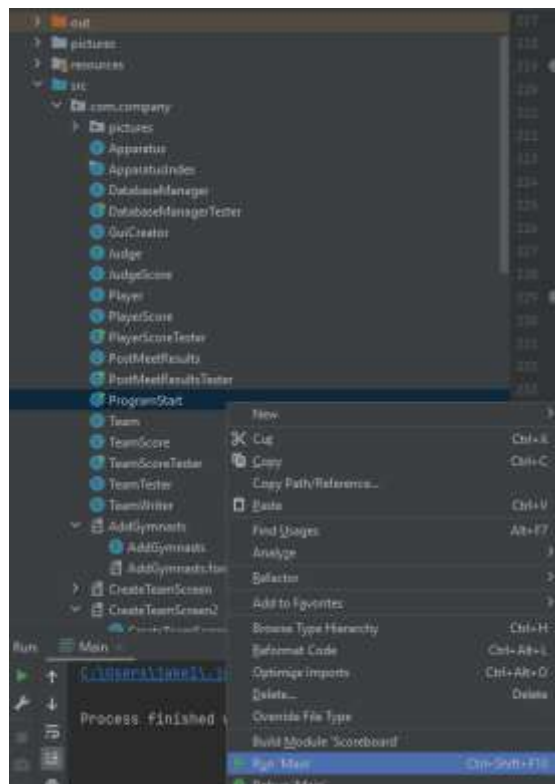 out
pictures
resources
src
com.company
pictures
Apparatus
ApparatusIndex
DatabaseManager
DatabaseManagerTester
GuiCreator
Judge
JudgeScore
Player
PlayerScore
PlayerScoreTester
PostMeetResults
PostMeetResultsTester
ProgramStart
Team
TeamScore
TeamScoreTester
TeamTester
TeamWriter
AddGymnasts
AddGymnasts
AddGymnasts.form
CreateTeamScreen
CreateTeamScreen2
New
Cut Ctrl+X
Copy Ctrl+C
Copy Path/Reference...
Paste Ctrl+V
Find Usages Alt+F7
Analyze
Refactor
Add to Favorites
Browse Type Hierarchy Ctrl+H
Reformat Code Ctrl+Alt+L
Optimize Imports Ctrl+Alt+O
Delete... Delete
Override File Type
Build Module 'Scoreboard'
Run 'Main' Ctrl+Shift+F10
Debug 'Main'
Run: Main
Process finished